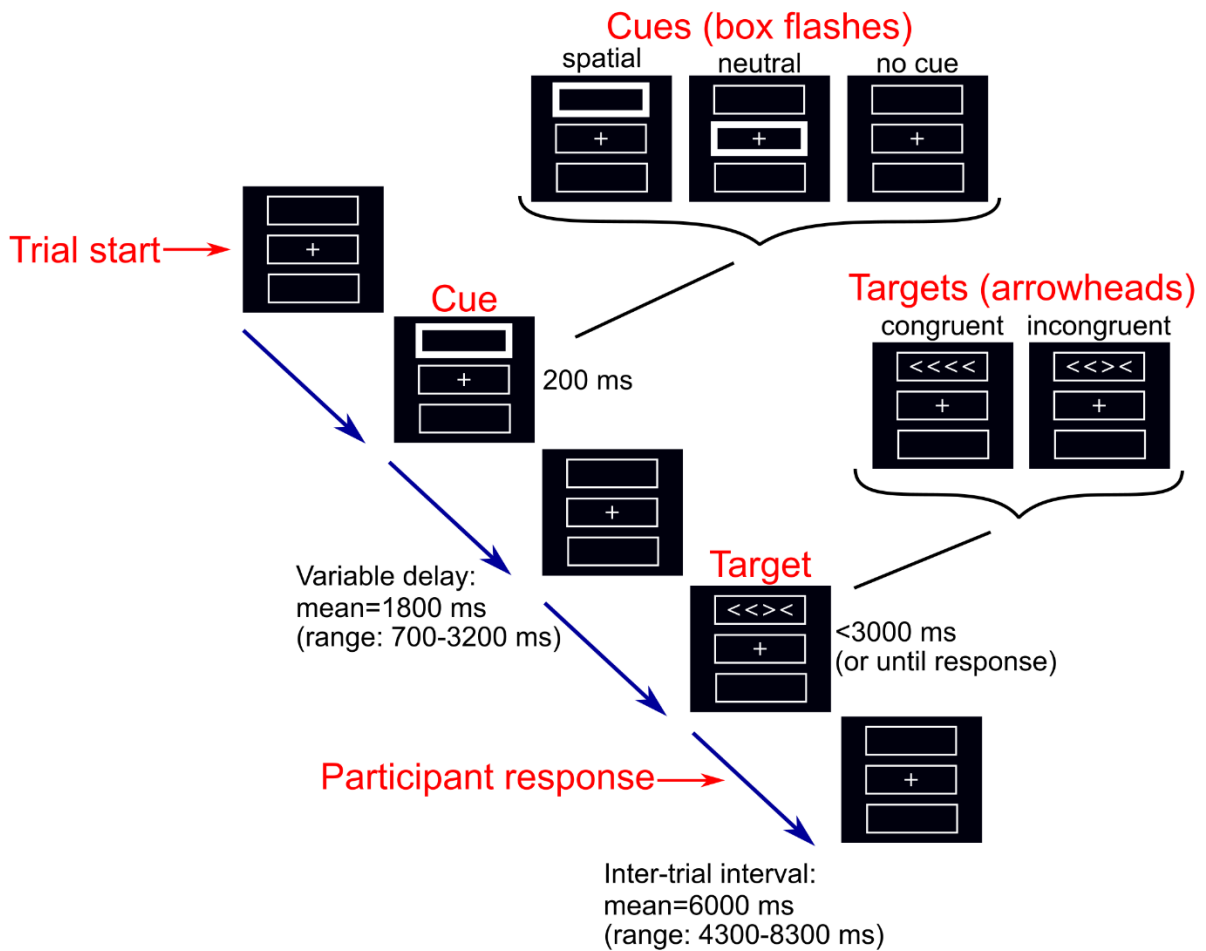 Cues (box flashes)
spatial neutral no cue
+ + +
Trial start
+
Cue
+
200 ms
Targets (arrowheads)
congruent incongruent
< < < < < < > <
+ +
+
Target
< < > <
+
<3000 ms
(or until response)
Variable delay:
mean=1800 ms
(range: 700-3200 ms)
Participant response
+
Inter-trial interval:
mean=6000 ms
(range: 4300-8300 ms)